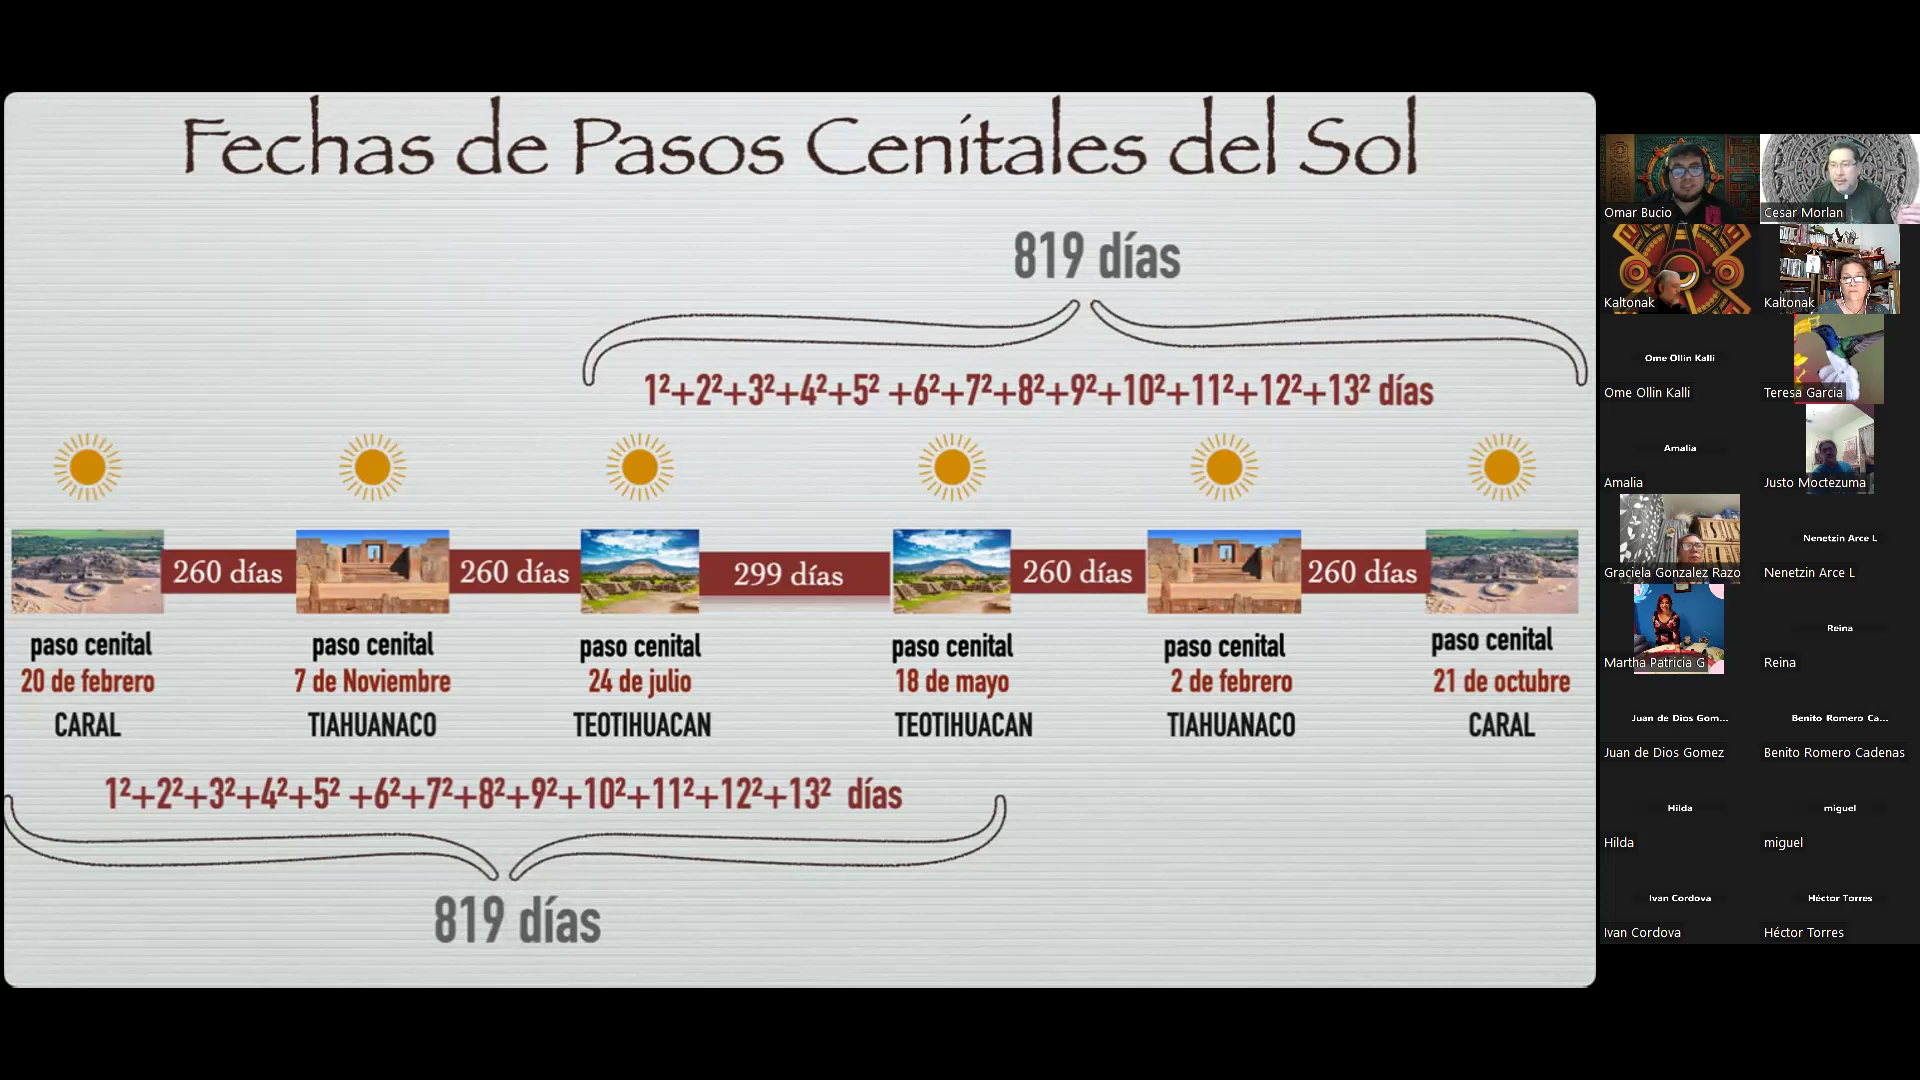 Fechas de Pasos Cenitales del Sol
819 días
1²+2²+3²+4²+5² +6²+7²+8²+9²+10²+11²+12²+13² días
260 días
260 días
299 días
260 días
260 días
paso cenital
20 de febrero
CARAL
paso cenital
7 de Noviembre
TIAHUANACO
paso cenital
24 de julio
TEOTIHUACAN
paso cenital
18 de mayo
TEOTIHUACAN
paso cenital
2 de febrero
TIAHUANACO
paso cenital
21 de octubre
CARAL
1²+2²+3²+4²+5² +6²+7²+8²+9²+10²+11²+12²+13² días
819 días
Omar Bucio
Cesar Morlan
Kaltonak
Kaltonak
Ome Ollin Kalli
Ome Ollin Kalli
Teresa Garcia
Amalia
Amalia
Justo Moctezuma
Graciela Gonzalez Razo
Nenetzin Arce L
Nenetzin Arce L
Martha Patricia G
Reina
Reina
Juan de Dios Gom...
Juan de Dios Gomez
Benito Romero Ca...
Benito Romero Cadenas
Hilda
Hilda
miguel
miguel
Ivan Cordova
Ivan Cordova
Héctor Torres
Héctor Torres